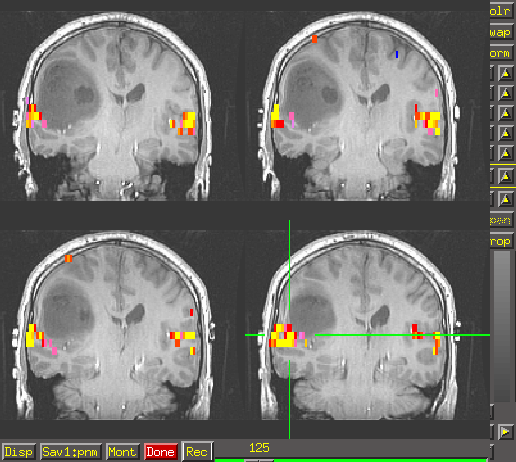 olr
wap
orm
pan
rop
Disp Sav1:pnm Mont Done Rec 125